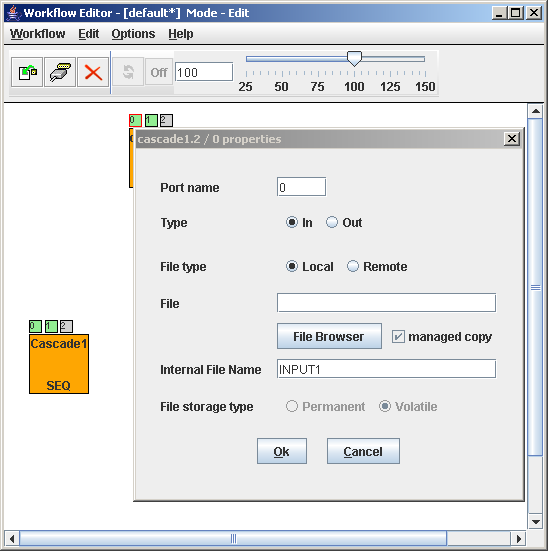 Workflow Editor - [default*] Mode - Edit
Workflow Edit Options Help
Off 100
25 50 75 100 125 150
0 1 2
cascade1.2 / 0 properties
Port name 0
Type In Out
File type Local Remote
File
File Browser managed copy
0 1 2
Cascade1
SEQ
Internal File Name INPUT1
File storage type Permanent Volatile
Ok Cancel